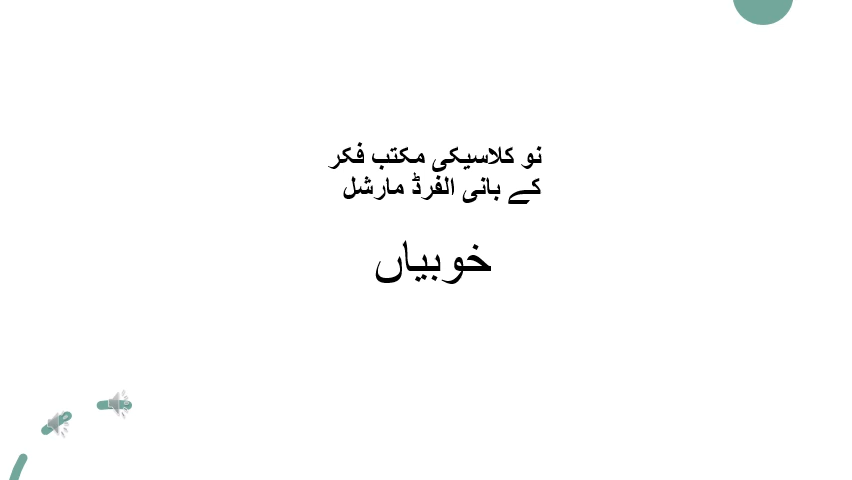 نو کلاسیکی مکتب فکر
کے بانی الفرڈ مارشل
خوبیاں